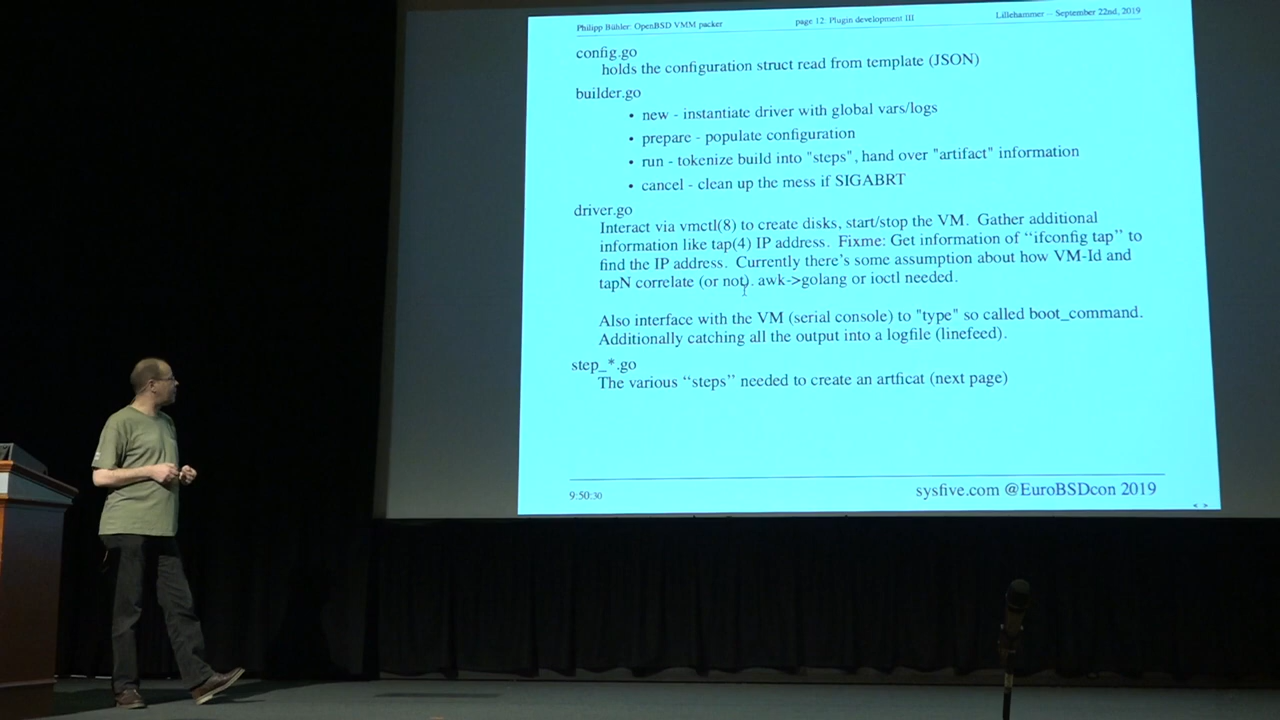 Philipp Bühler: OpenBSD VMM packer page 12. Plugin development III Lillehammer -- September 22nd, 2019
config.go
holds the configuration struct read from template (JSON)
builder.go
• new - instantiate driver with global vars/logs
• prepare - populate configuration
• run - tokenize build into "steps", hand over "artifact" information
• cancel - clean up the mess if SIGABRT
driver.go
Interact via vmctl(8) to create disks, start/stop the VM. Gather additional
information like tap(4) IP address. Fixme: Get information of “ifconfig tap” to
find the IP address. Currently there's some assumption about how VM-Id and
tapN correlate (or not). awk->golang or ioctl needed.
Also interface with the VM (serial console) to "type" so called boot_command.
Additionally catching all the output into a logfile (linefeed).
step_*.go
The various “steps” needed to create an artficat (next page)
9:50:30 sysfive.com @EuroBSDcon 2019
< >